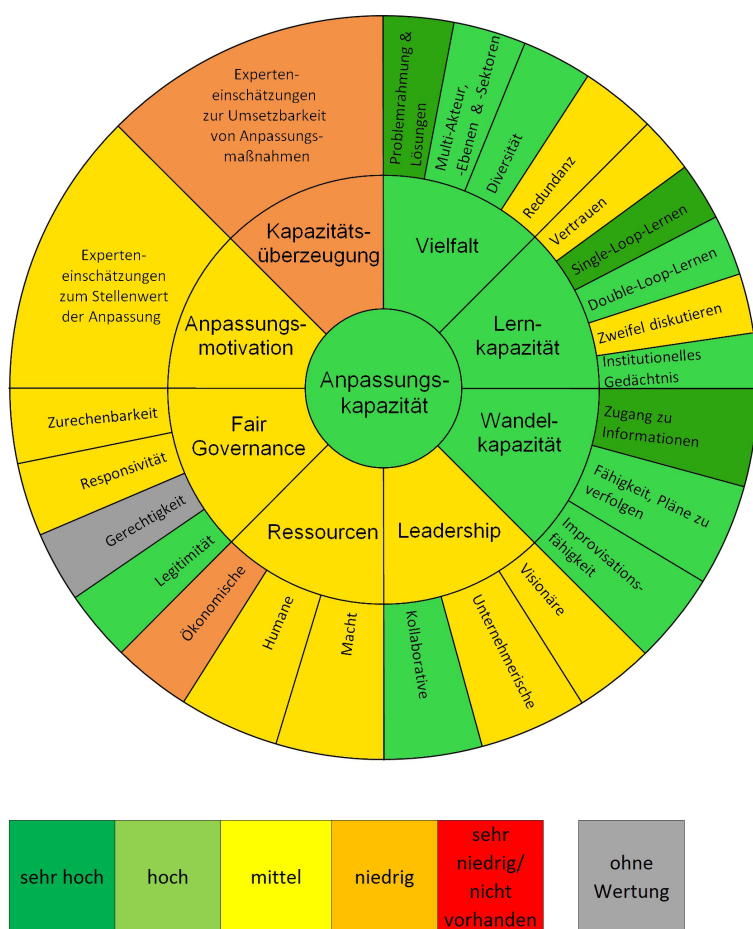 Experten-
einschätzungen
zur Umsetzbarkeit
von Anpassungs-
maßnahmen
Problemrahmung &
Lösungen
Multi-Akteur,
-Ebenen & -Sektoren
Diversität
Redundanz
Vertrauen
Single-Loop-Lernen
Double-Loop-Lernen
Zweifel diskutieren
Institutionelles
Gedächtnis
Zugang zu
Informationen
Fähigkeit, Pläne zu
verfolgen
Improvisations-
fähigkeit
Visionäre
Unternehmerische
Kollaborative
Macht
Humane
Ökonomische
Legitimität
Gerechtigkeit
Responsivität
Zurechenbarkeit
Experten-
einschätzungen
zum Stellenwert
der Anpassung
Kapazitäts-
überzeugung
Vielfalt
Lern-
kapazität
Wandel-
kapazität
Leadership
Ressourcen
Fair
Governance
Anpassungs-
motivation
Anpassungs-
kapazität
sehr hoch
hoch
mittel
niedrig
sehr
niedrig/
nicht
vorhanden
ohne
Wertung